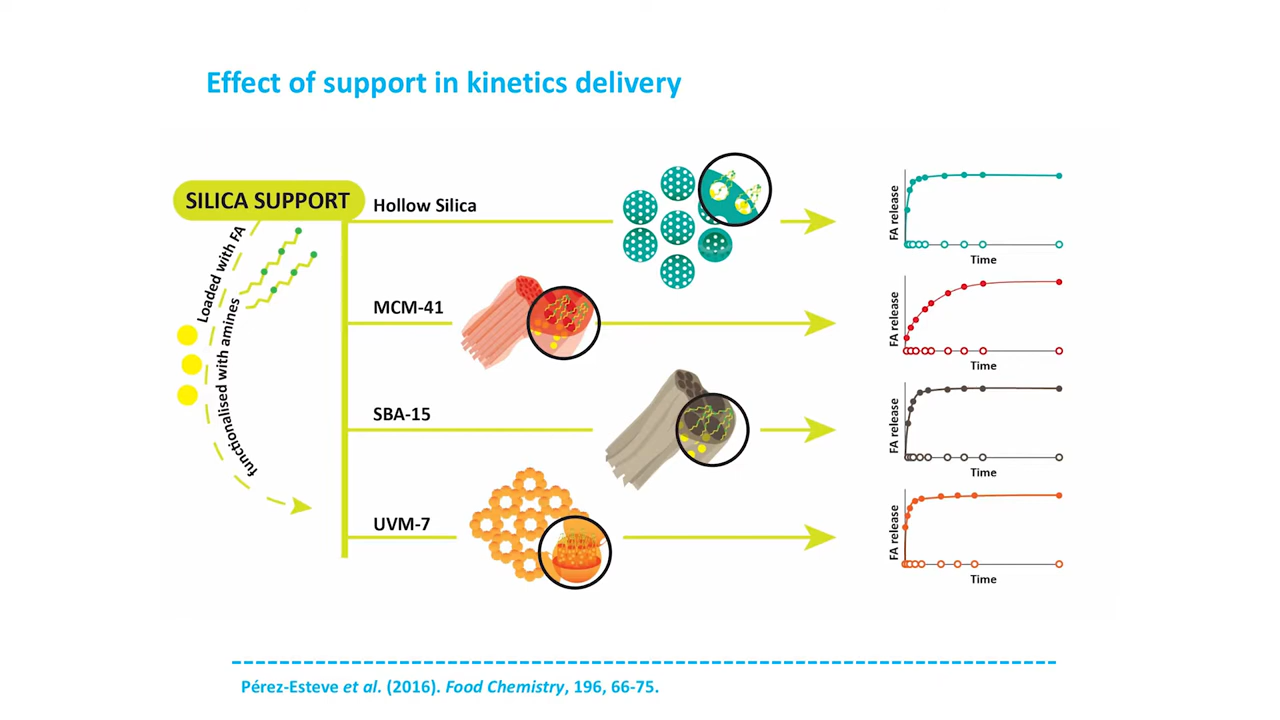 Effect of support in kinetics delivery
SILICA SUPPORT
Loaded with FA
functionalised with amines
Hollow Silica
FA release
Time
MCM-41
FA release
Time
SBA-15
FA release
Time
UVM-7
FA release
Time
Pérez-Esteve et al. (2016). Food Chemistry, 196, 66-75.